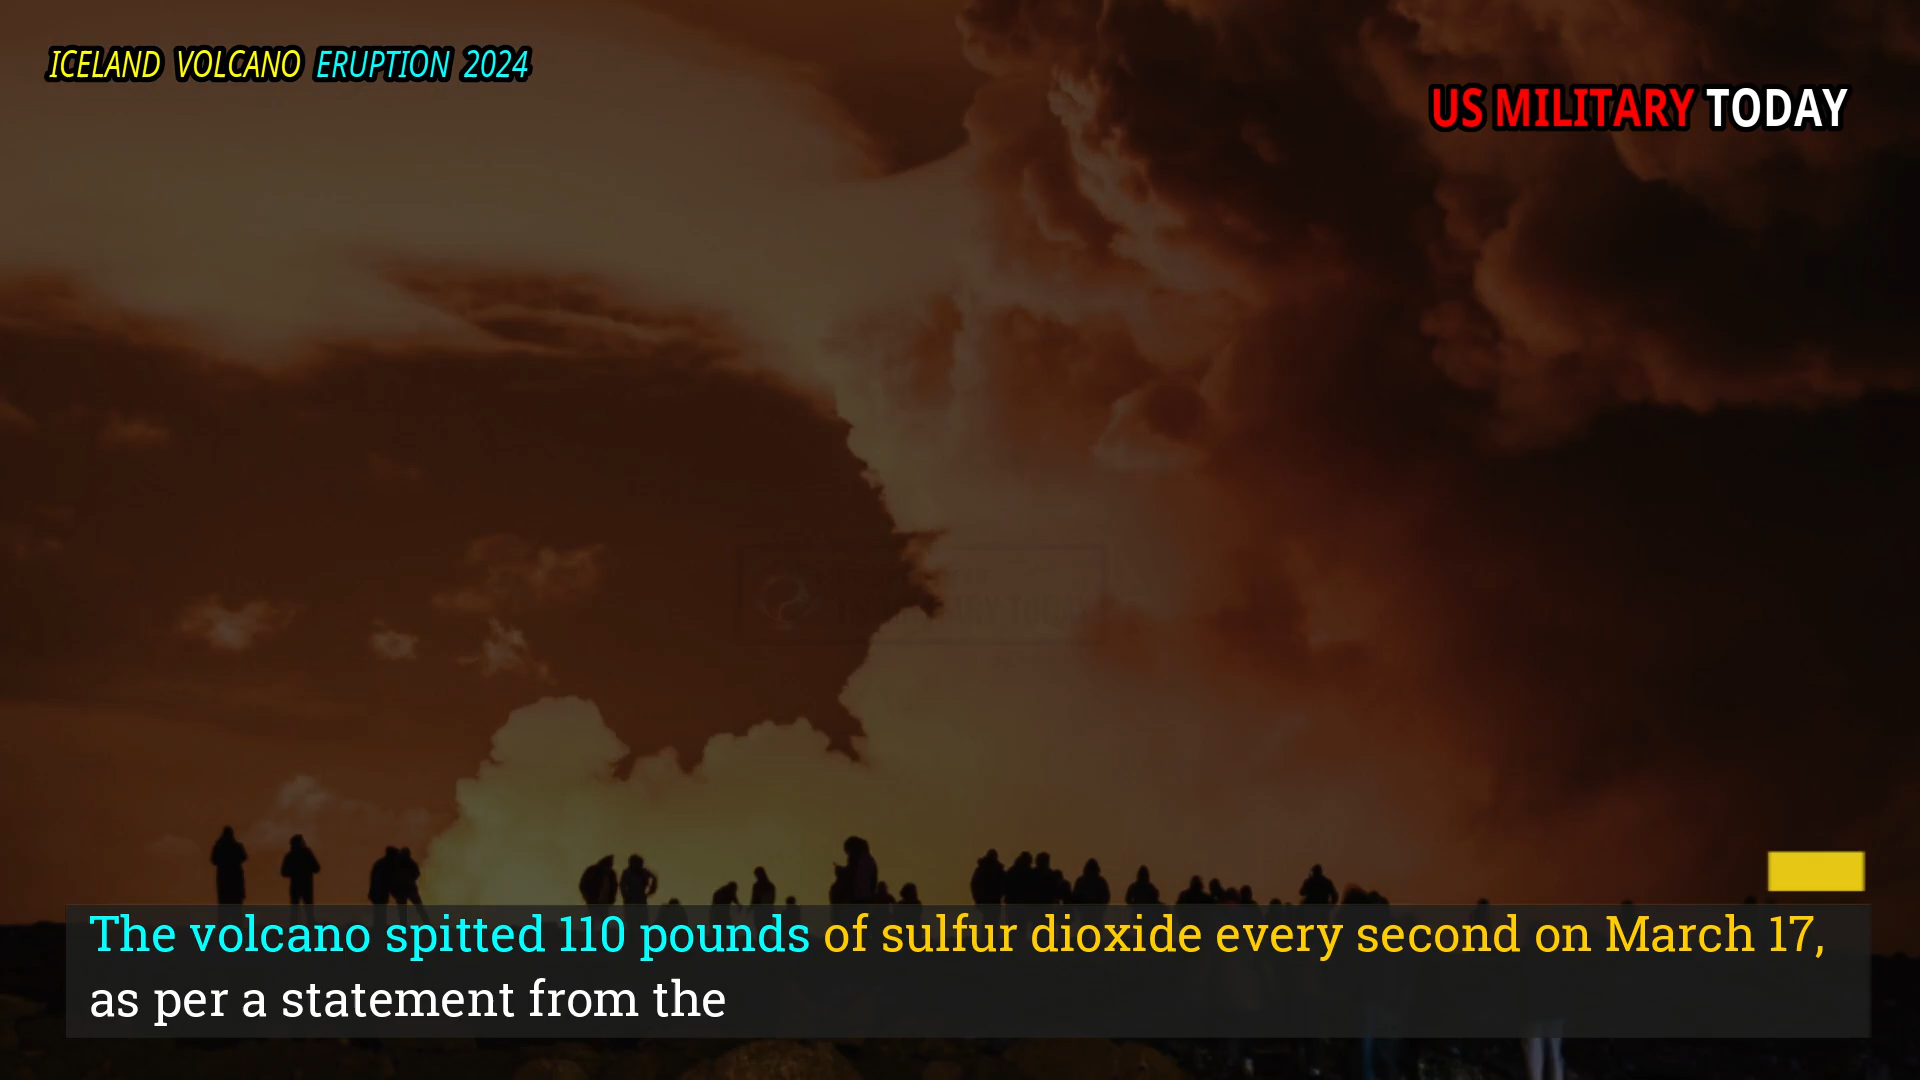 ICELAND VOLCANO ERUPTION 2024
US MILITARY TODAY
The volcano spitted 110 pounds of sulfur dioxide every second on March 17,
as per a statement from the